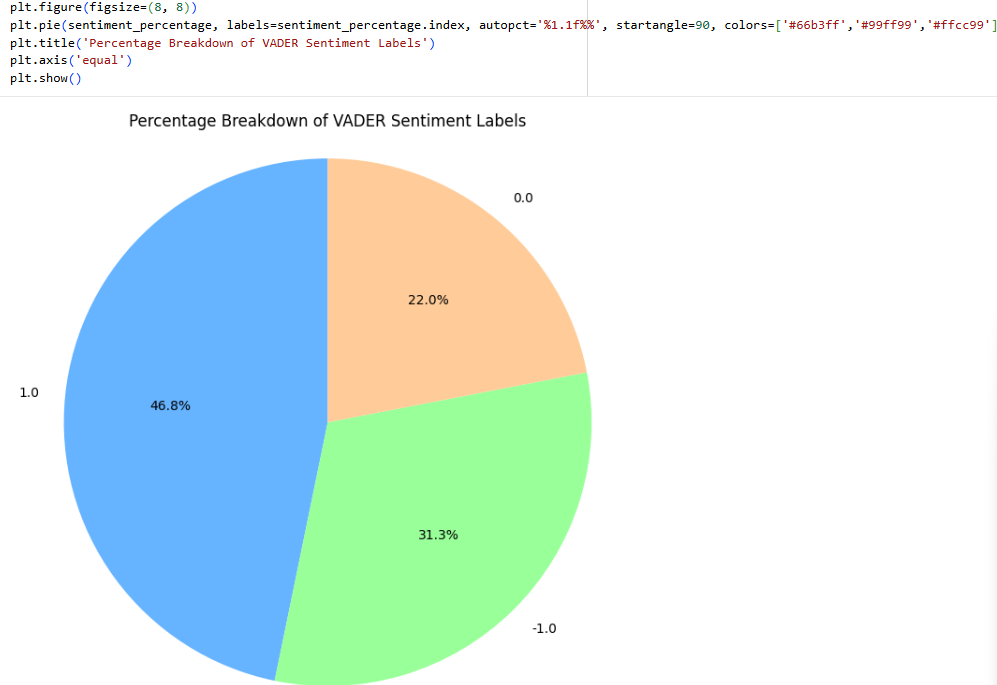 plt.figure(figsize=(8, 8))
plt.pie(sentiment_percentage, labels=sentiment_percentage.index, autopct='%1.1f%%', startangle=90, colors=['#66b3ff','#99ff99','#ffcc99']
plt.title('Percentage Breakdown of VADER Sentiment Labels')
plt.axis('equal')
plt.show()
Percentage Breakdown of VADER Sentiment Labels
0.0
22.0%
1.0
46.8%
31.3%
-1.0